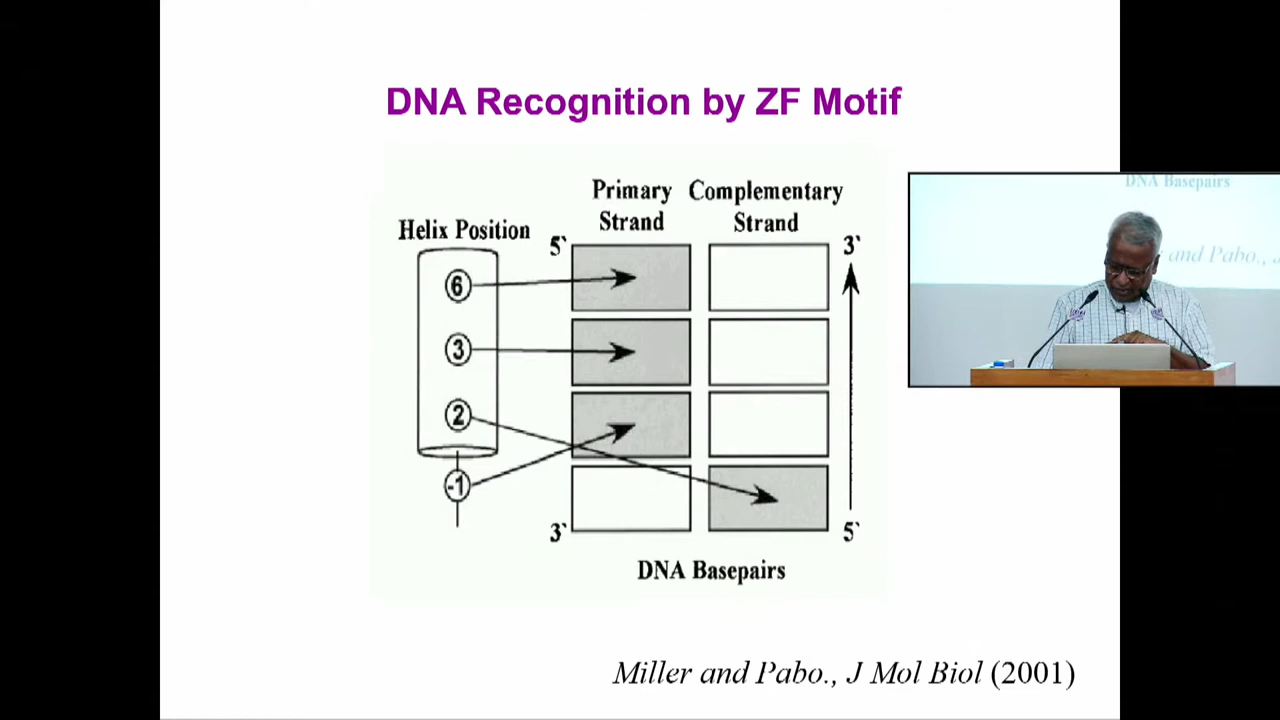 DNA Recognition by ZF Motif
Primary Complementary
Strand Strand
Helix Position
5` 3`
6
3
2
-1
3` 5`
DNA Basepairs
Miller and Pabo., J Mol Biol (2001)
DNA Basepairs
and Pabo., J